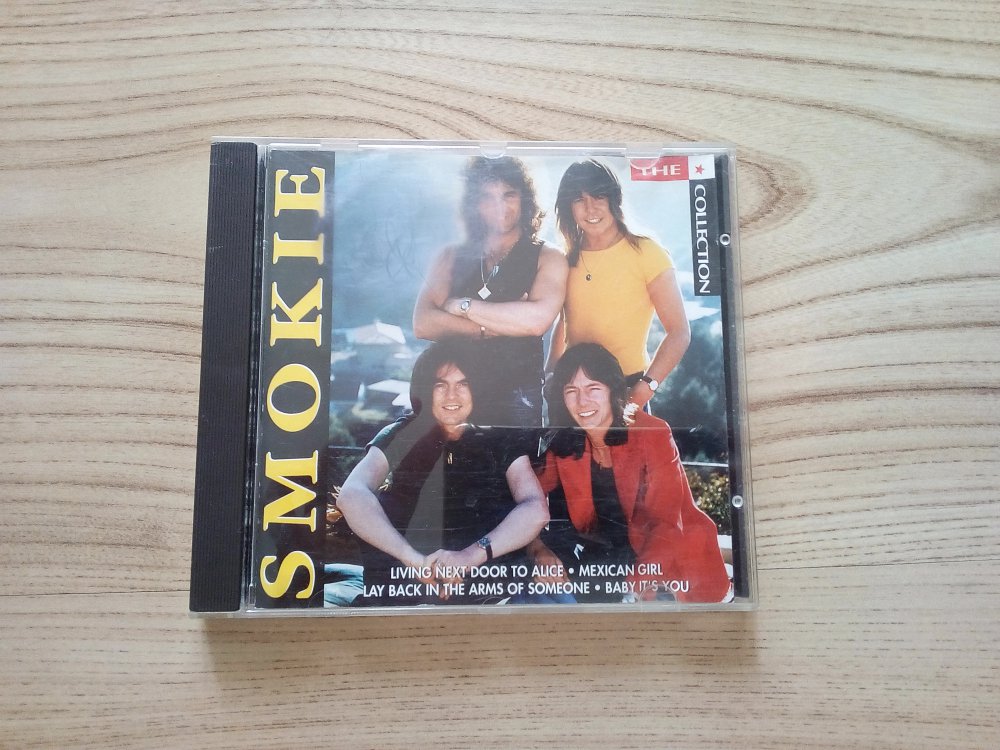 SMOKIE
THE
COLLECTION
LIVING NEXT DOOR TO ALICE • MEXICAN GIRL
LAY BACK IN THE ARMS OF SOMEONE • BABY IT'S YOU